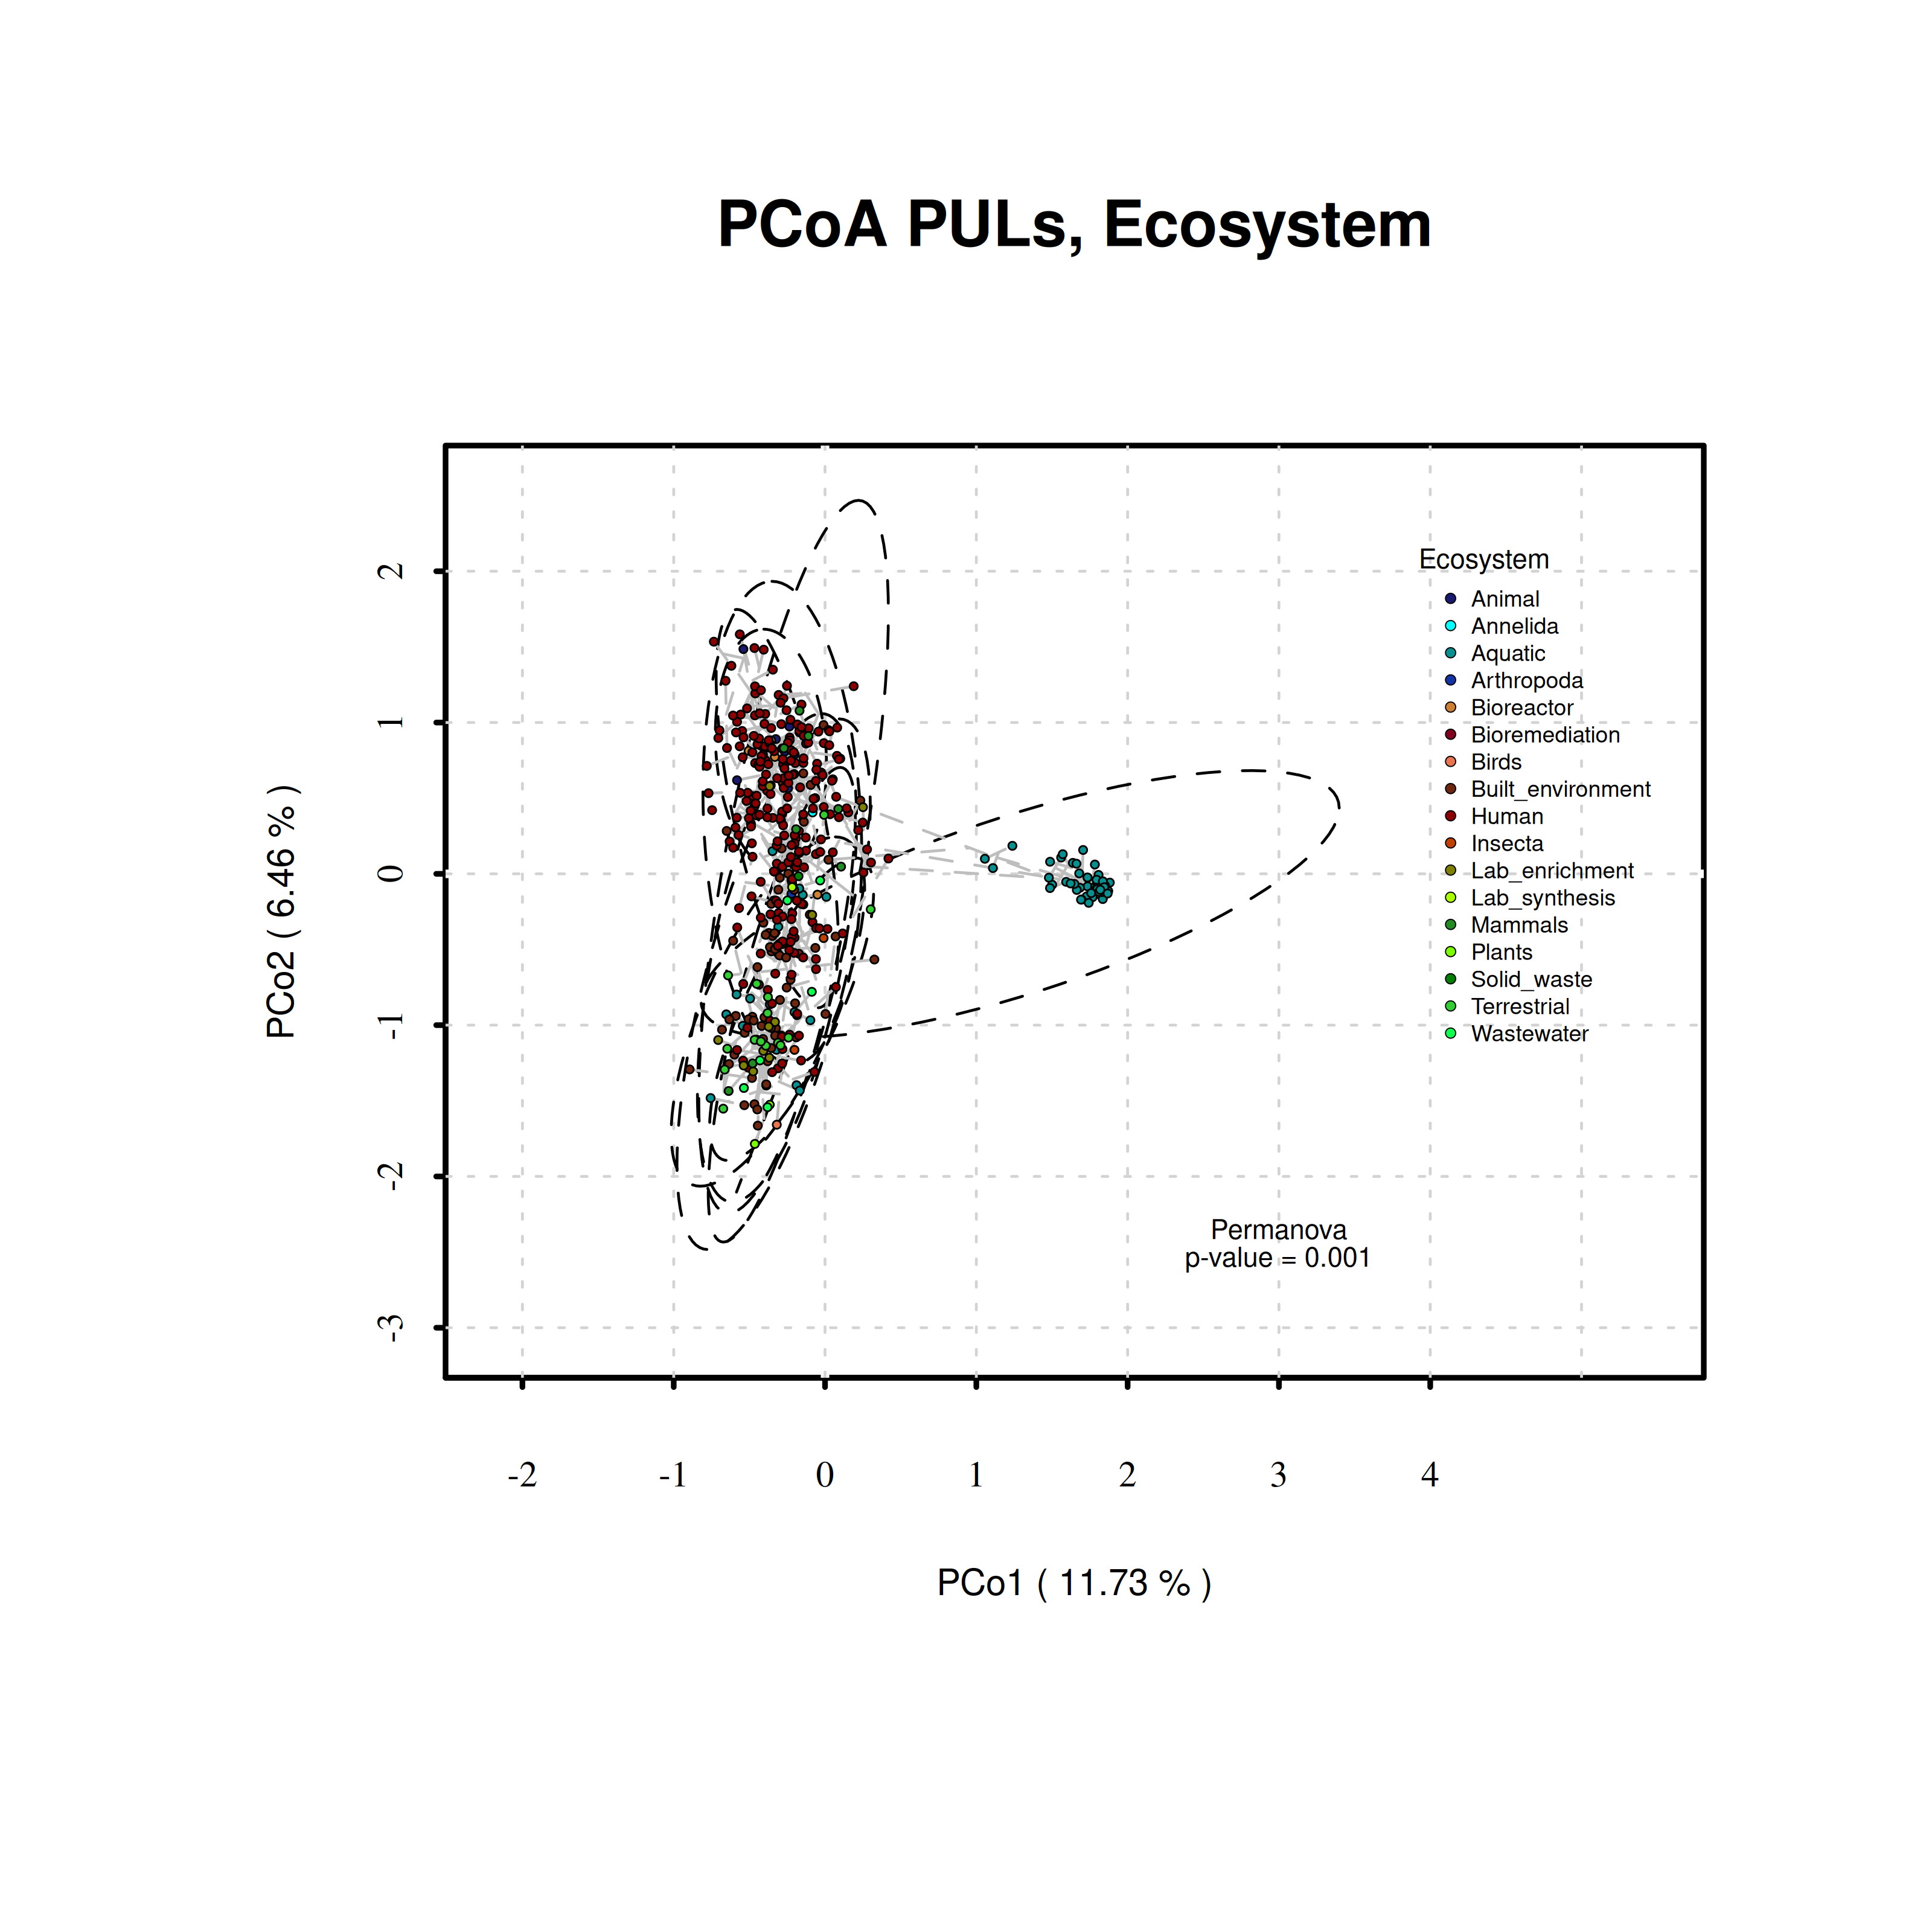 PCoA PULs, Ecosystem
PCo2 ( 6.46 % )
2
1
0
-1
-2
-3
Ecosystem
Animal
Annelida
Aquatic
Arthropoda
Bioreactor
Bioremediation
Birds
Built_environment
Human
Insecta
Lab_enrichment
Lab_synthesis
Mammals
Plants
Solid_waste
Terrestrial
Wastewater
Permanova
p-value = 0.001
-2 -1 0 1 2 3 4
PCo1 ( 11.73 % )